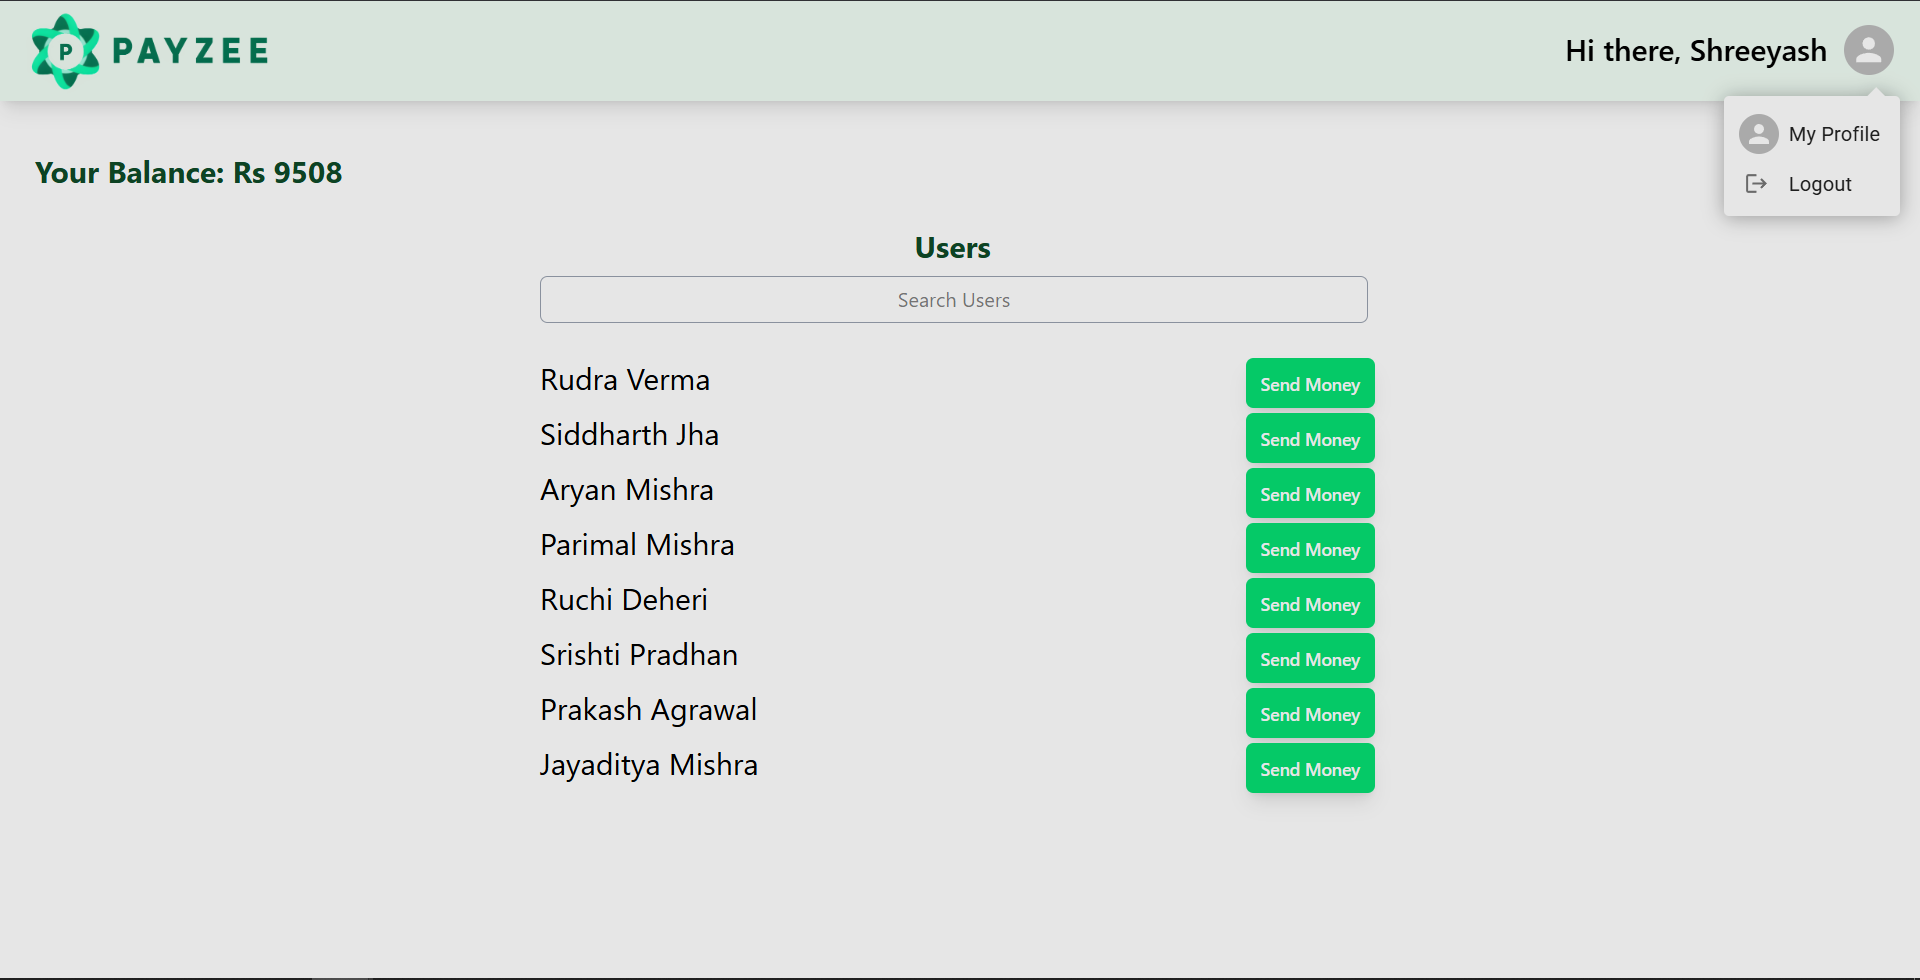 P PAYZEE
Hi there, Shreeyash
My Profile
Logout
Your Balance: Rs 9508
Users
Search Users
Rudra Verma Send Money
Siddharth Jha Send Money
Aryan Mishra Send Money
Parimal Mishra Send Money
Ruchi Deheri Send Money
Srishti Pradhan Send Money
Prakash Agrawal Send Money
Jayaditya Mishra Send Money